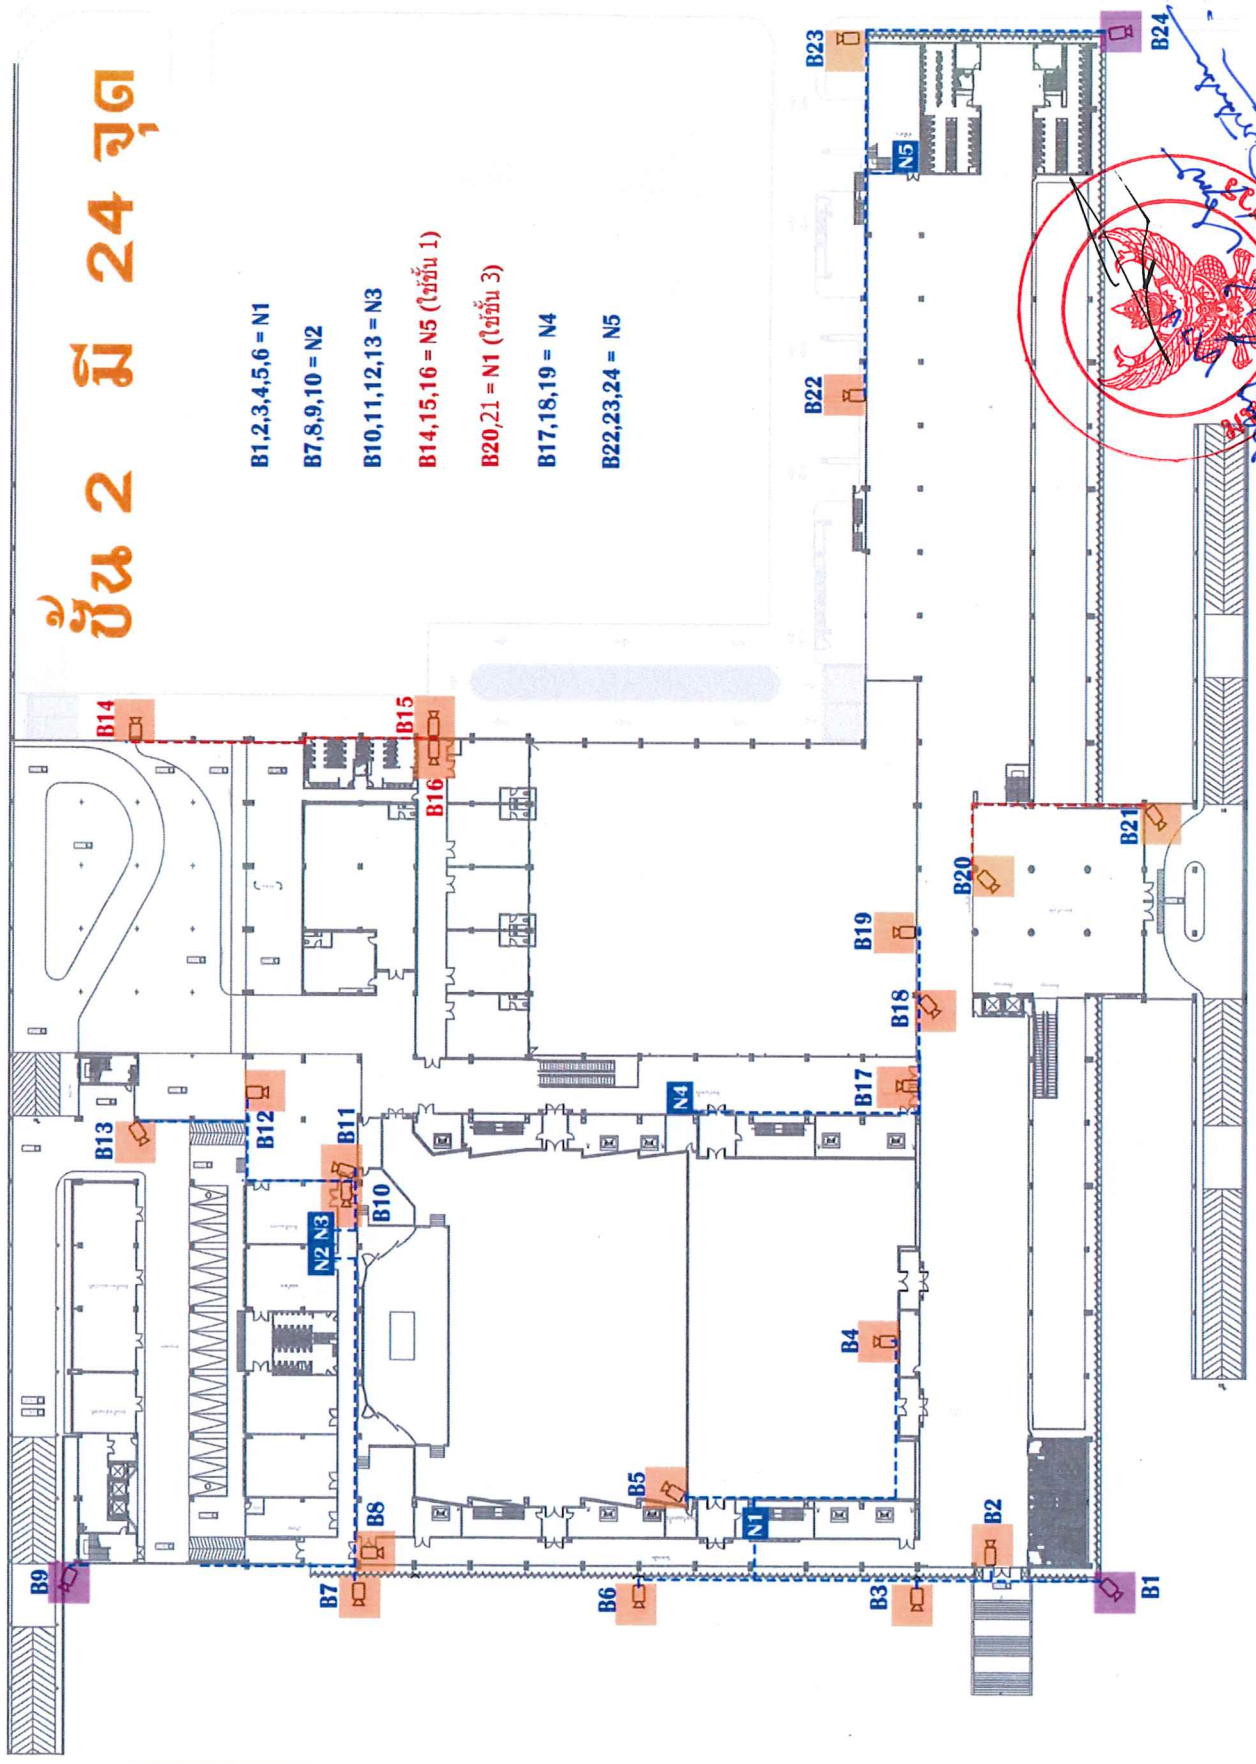 ชั้น 2 มี 24 จุด
B1,2,3,4,5,6 = N1
B7,8,9,10 = N2
B10,11,12,13 = N3
B14,15,16 = N5 (ใช้ชั้น 1)
B20,21 = N1 (ใช้ชั้น 3)
B17,18,19 = N4
B22,23,24 = N5
B9
B13
B14
B12
B7
B8
N2 N3
B10
B11
B16
B15
B6
B5
N1
N4
B3
B4
B17
B18
B19
B22
B23
N5
B2
B20
B1
B21
B24